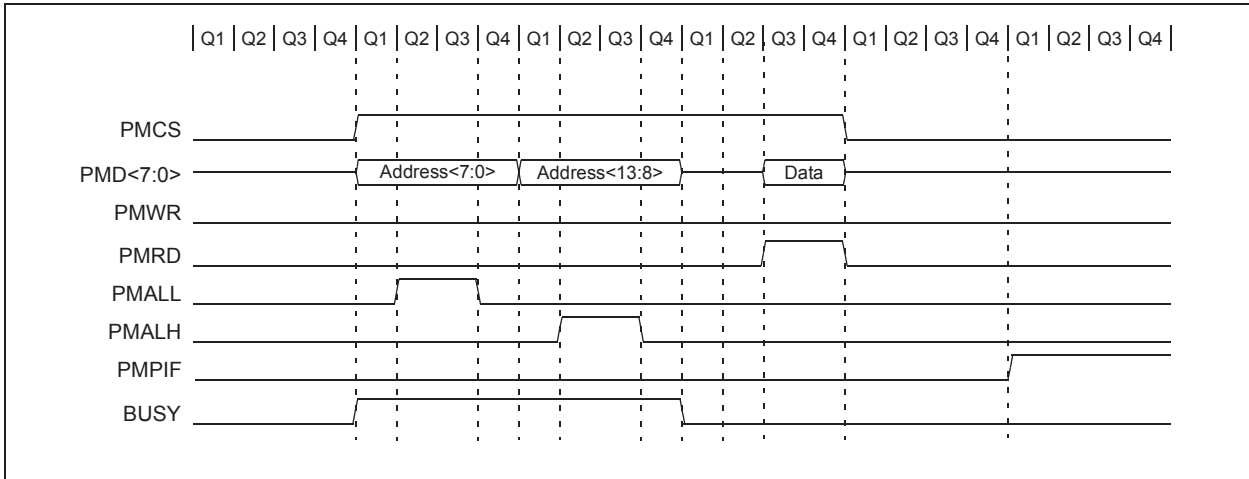 Q1 Q2 Q3 Q4 Q1 Q2 Q3 Q4 Q1 Q2 Q3 Q4 Q1 Q2 Q3 Q4 Q1 Q2 Q3 Q4 Q1 Q2 Q3 Q4
PMCS
PMD<7:0> Address<7:0> Address<13:8> Data
PMWR
PMRD
PMALL
PMALH
PMPIF
BUSY